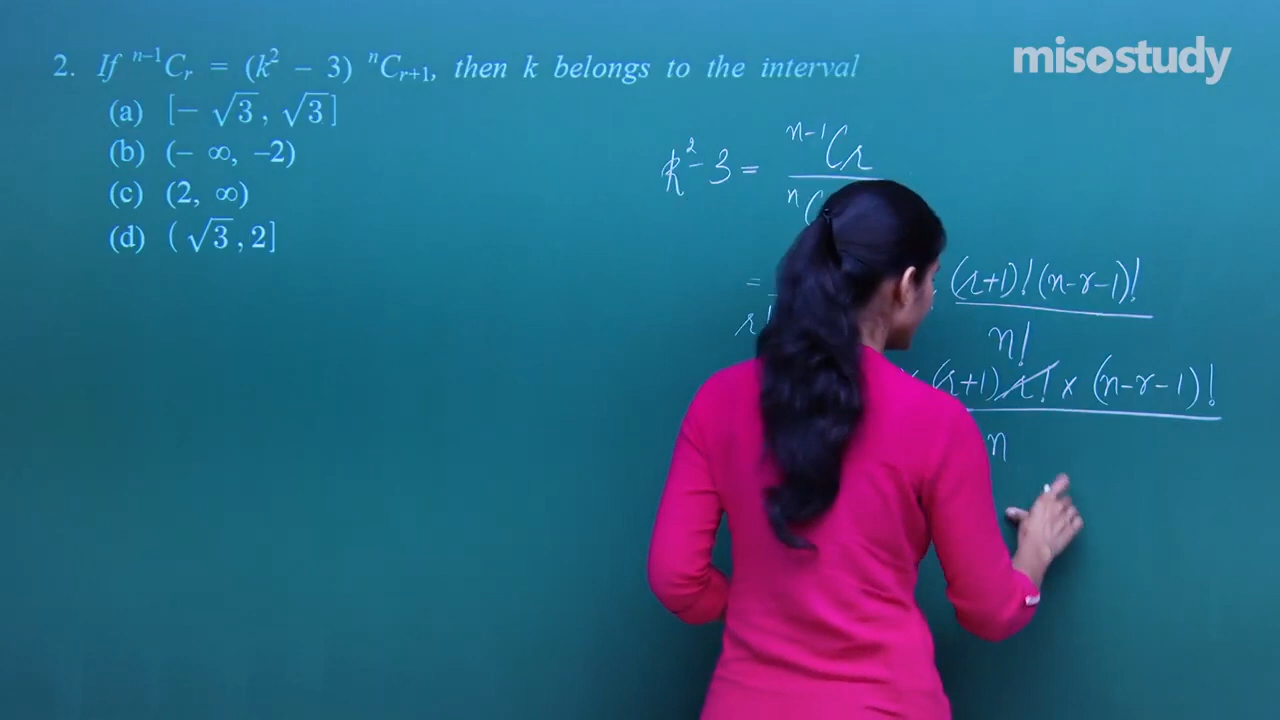 2. If ⁿ⁻¹Cᵣ = (k² – 3) ⁿCᵣ₊₁, then k belongs to the interval
(a) [– √3, √3]
(b) (– ∞, –2)
(c) (2, ∞)
(d) (√3, 2]
misostudy
k² - 3 = ⁿ⁻¹Cr
ⁿC
= (r+1)! (n-r-1)!
r! n!
(r+1) r! × (n-r-1)!
n